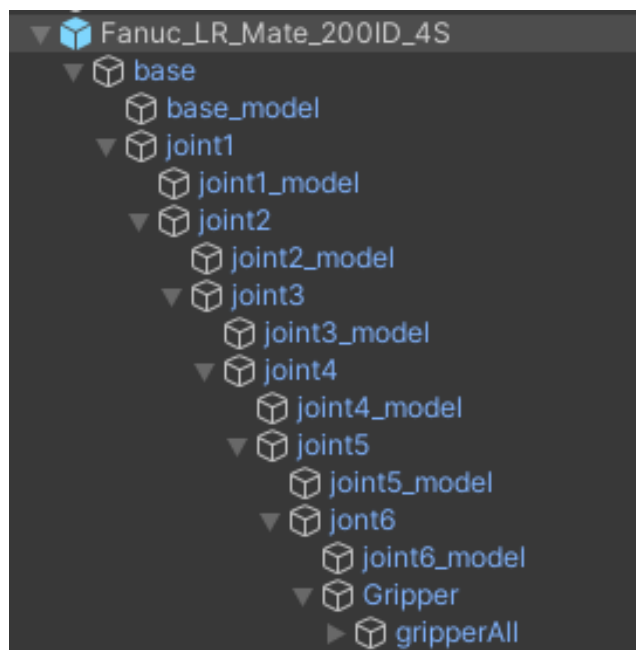 Fanuc_LR_Mate_200ID_4S
base
base_model
joint1
joint1_model
joint2
joint2_model
joint3
joint3_model
joint4
joint4_model
joint5
joint5_model
jont6
joint6_model
Gripper
gripperAll